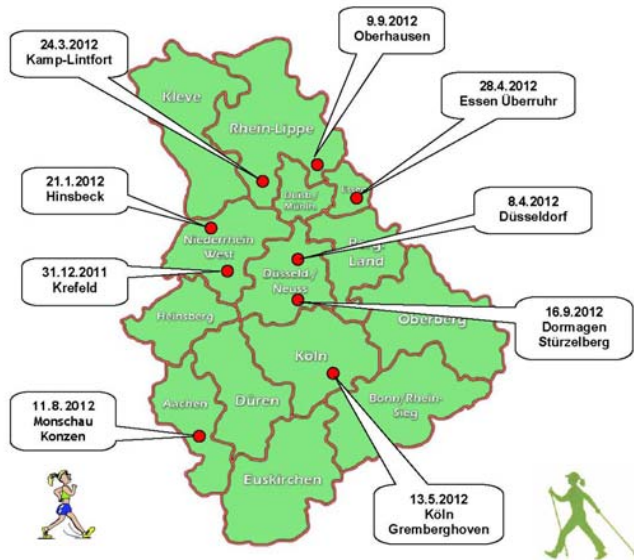 9.9.2012
Oberhausen
24.3.2012
Kamp-Lintfort
28.4.2012
Essen Überruhr
21.1.2012
Hinsbeck
8.4.2012
Düsseldorf
31.12.2011
Krefeld
16.9.2012
Dormagen
Stürzelberg
11.8.2012
Monschau
Konzen
13.5.2012
Köln
Gremberghoven
Kleve
Rhein-Lippe
Niederrhein
West
Düsseld./
Neuss
Berg.
Land
Heinsberg
Oberberg
Köln
Aachen
Düren
Bonn/Rhein-
Sieg
Euskirchen